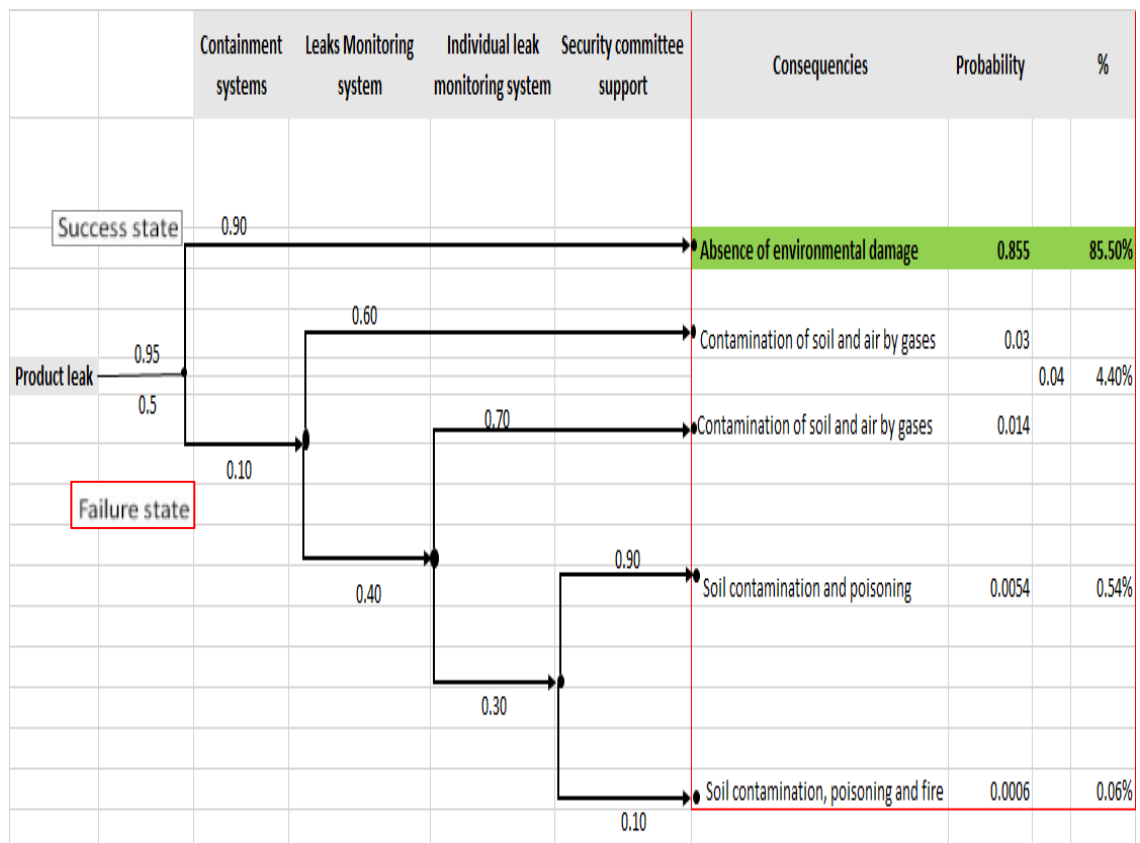 Containment systems
Leaks Monitoring system
Individual leak monitoring system
Security committee support
Consequencies
Probability
%
Success state
0.90
Absence of environmental damage 0.855 85.50%
0.60
Contamination of soil and air by gases 0.03
0.95
Product leak
0.04 4.40%
0.5
0.70
Contamination of soil and air by gases 0.014
0.10
Failure state
0.90
0.40
Soil contamination and poisoning 0.0054 0.54%
0.30
Soil contamination, poisoning and fire 0.0006 0.06%
0.10